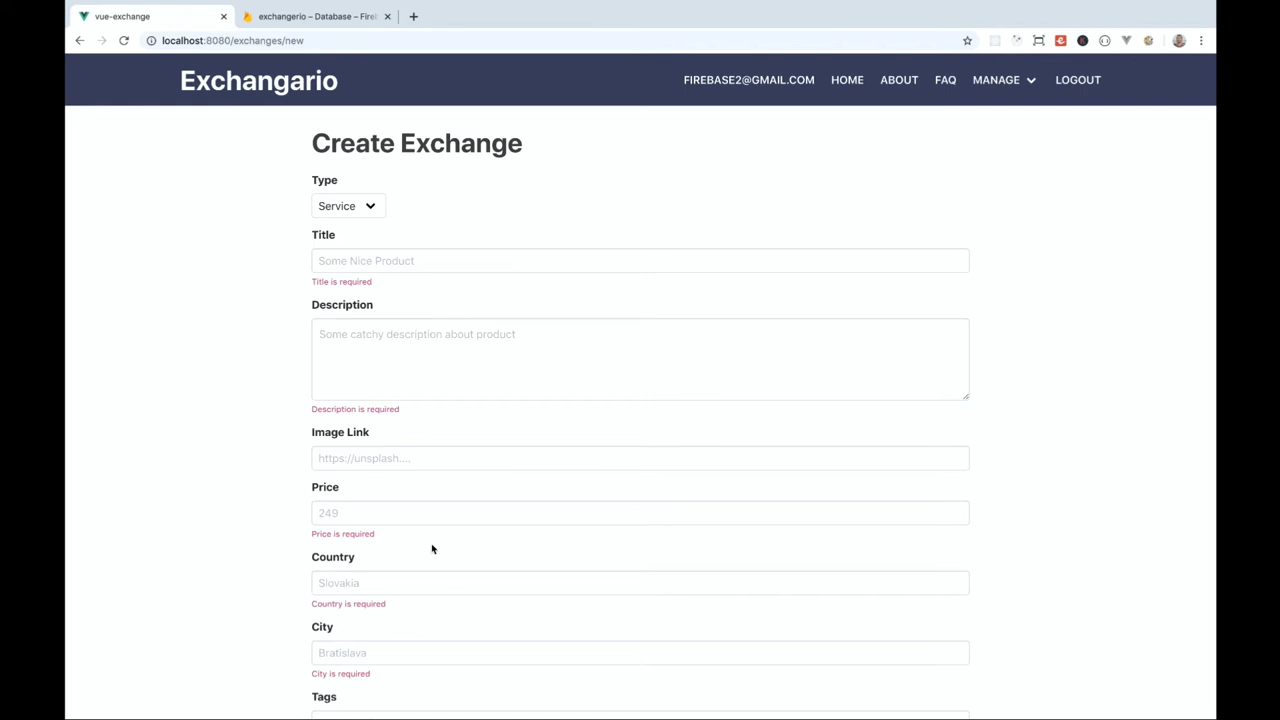 vue-exchange
exchangerio – Database – Fire
localhost:8080/exchanges/new
Exchangario
FIREBASE2@GMAIL.COM HOME ABOUT FAQ MANAGE LOGOUT
Create Exchange
Type
Service
Title
Some Nice Product
Title is required
Description
Some catchy description about product
Description is required
Image Link
https://unsplash....
Price
249
Price is required
Country
Slovakia
Country is required
City
Bratislava
City is required
Tags